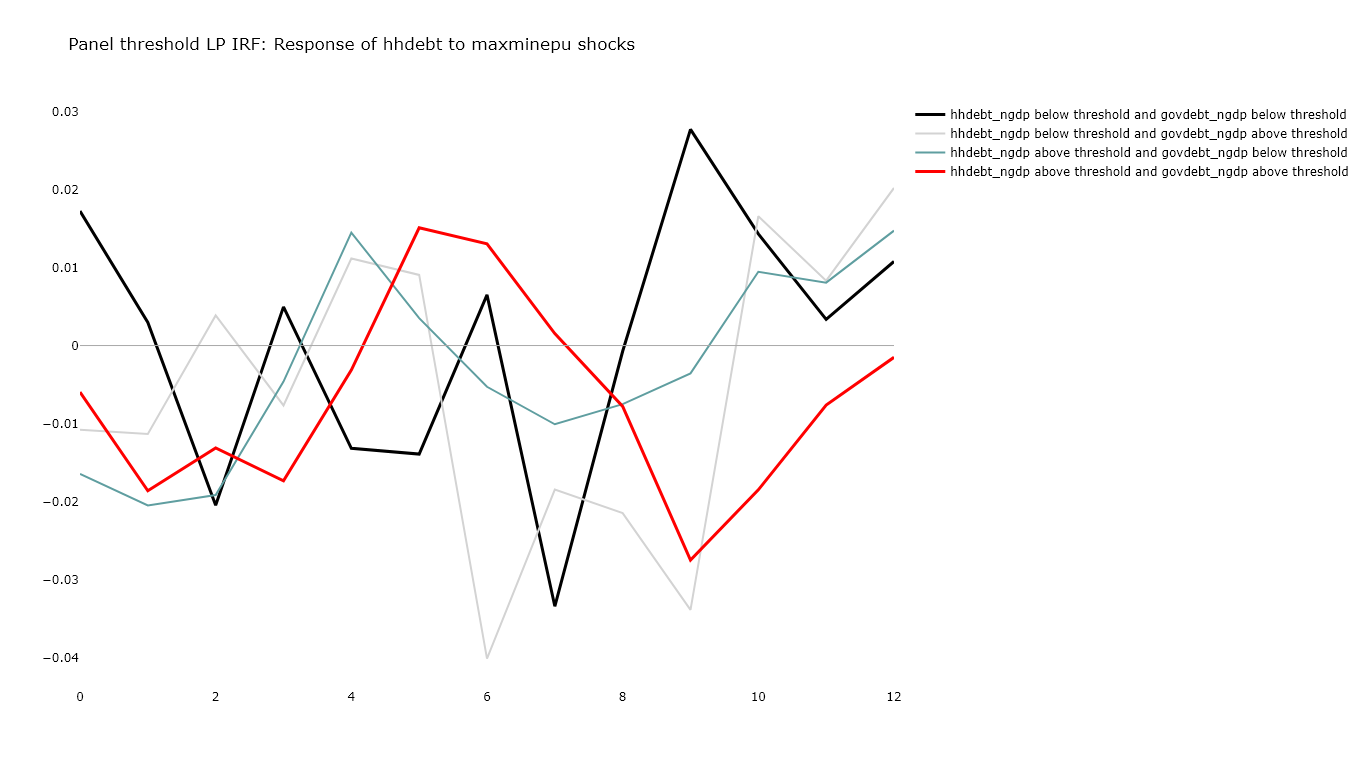 Panel threshold LP IRF: Response of hhdebt to maxminepu shocks
hhdebt_ngdp below threshold and govdebt_ngdp below threshold
hhdebt_ngdp below threshold and govdebt_ngdp above threshold
hhdebt_ngdp above threshold and govdebt_ngdp below threshold
hhdebt_ngdp above threshold and govdebt_ngdp above threshold
0.03
0.02
0.01
0
−0.01
−0.02
−0.03
−0.04
0 2 4 6 8 10 12